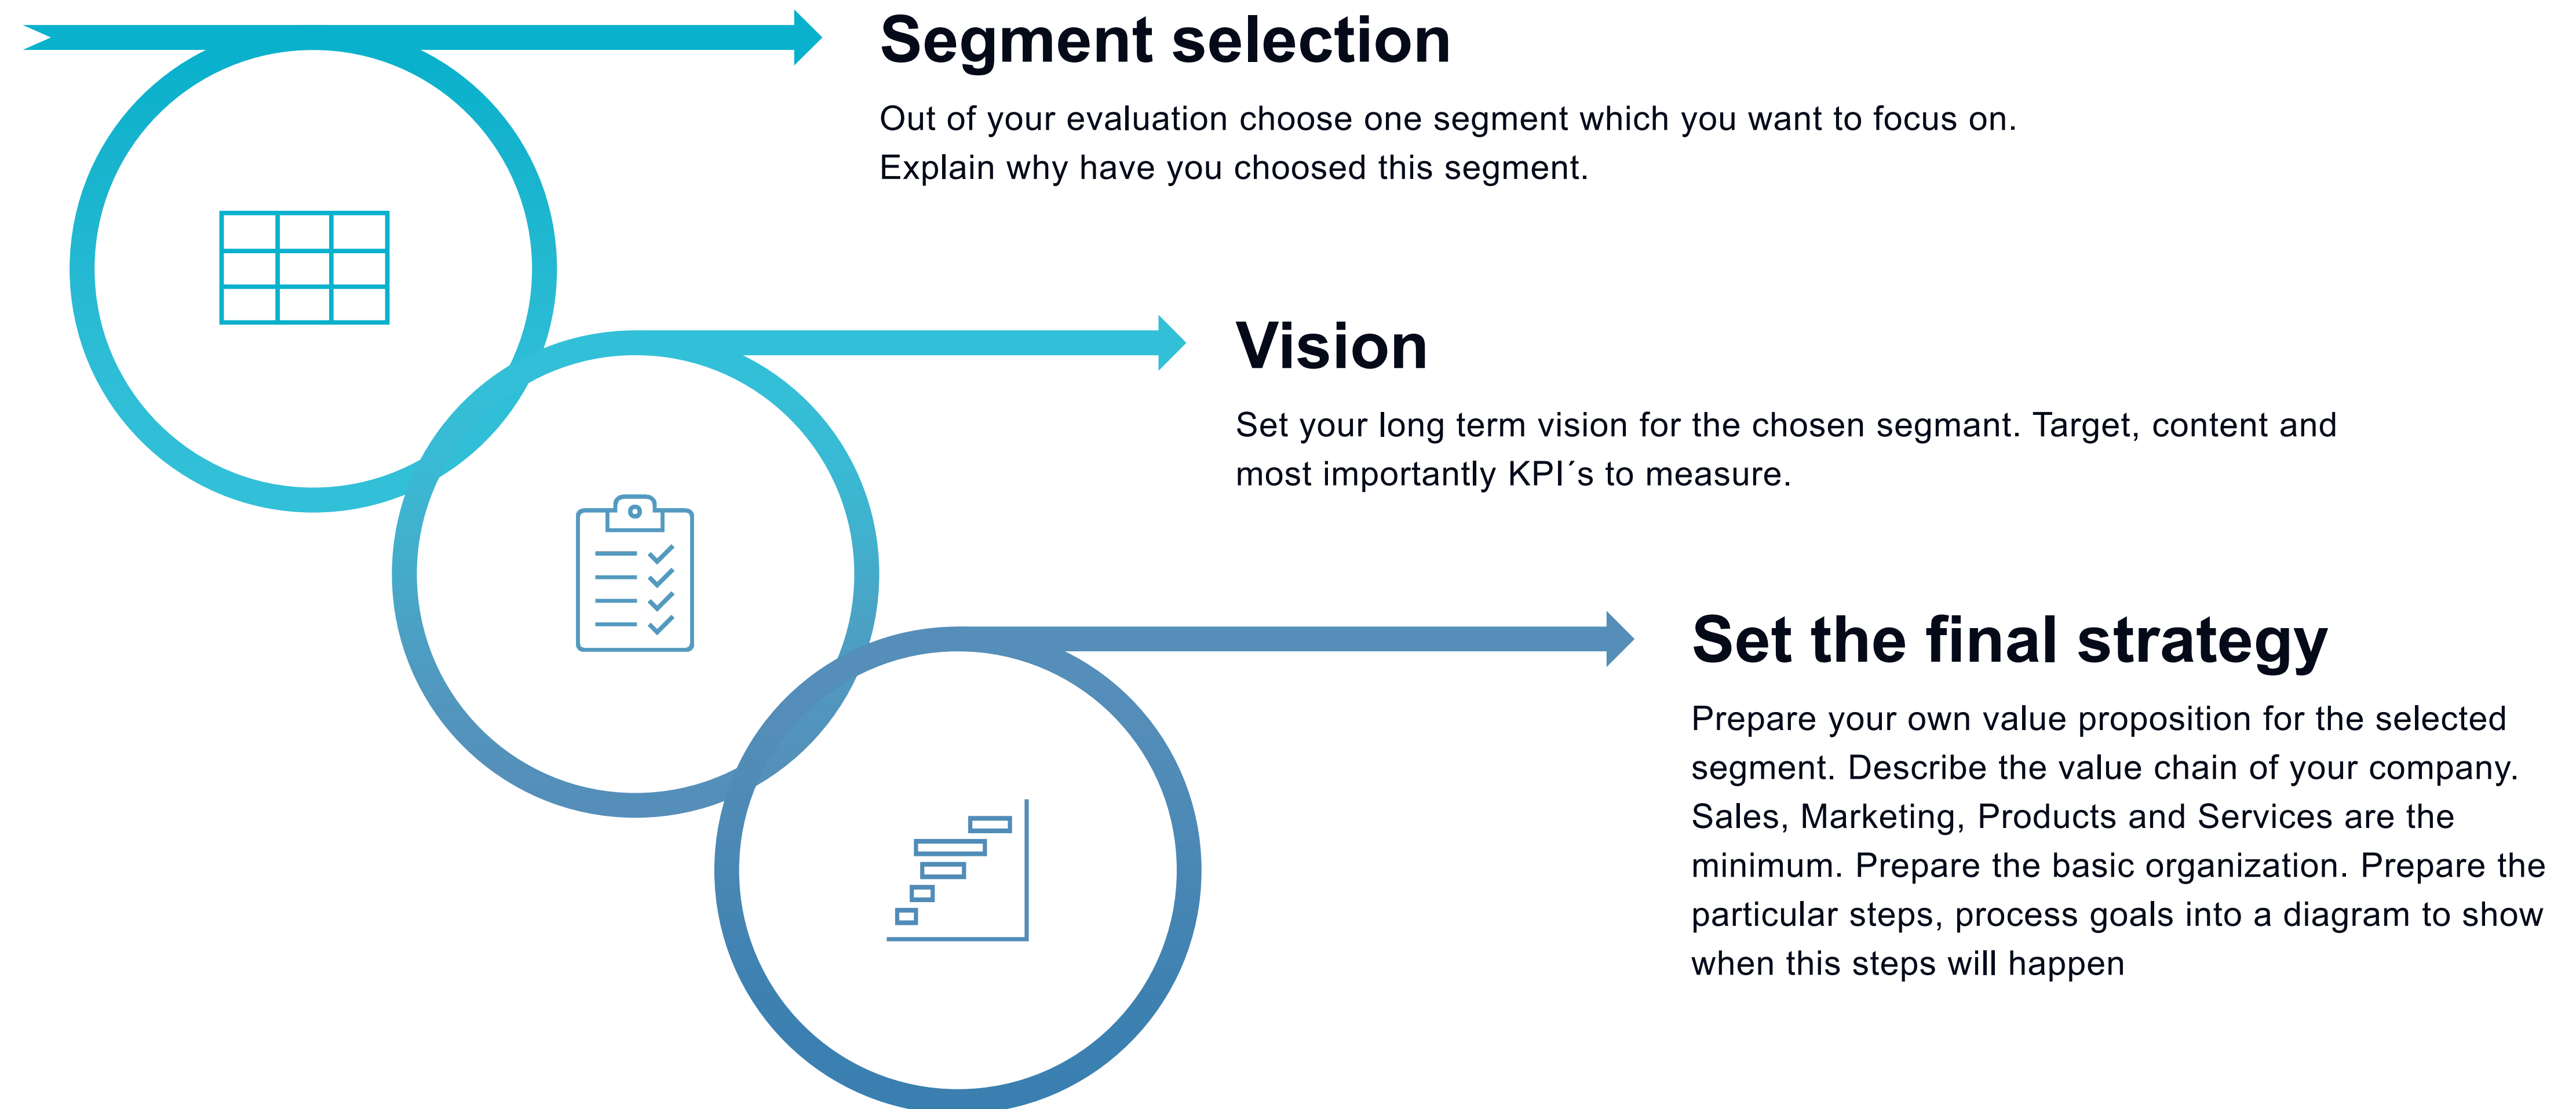 Segment selection
Out of your evaluation choose one segment which you want to focus on.
Explain why have you choosed this segment.
Vision
Set your long term vision for the chosen segmant. Target, content and
most importantly KPI´s to measure.
Set the final strategy
Prepare your own value proposition for the selected
segment. Describe the value chain of your company.
Sales, Marketing, Products and Services are the
minimum. Prepare the basic organization. Prepare the
particular steps, process goals into a diagram to show
when this steps will happen